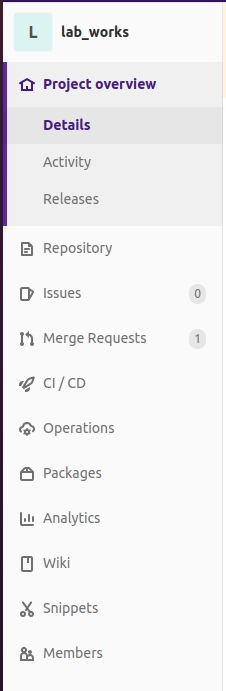 L lab_works
Project overview
Details
Activity
Releases
Repository
Issues 0
Merge Requests 1
CI / CD
Operations
Packages
Analytics
Wiki
Snippets
Members